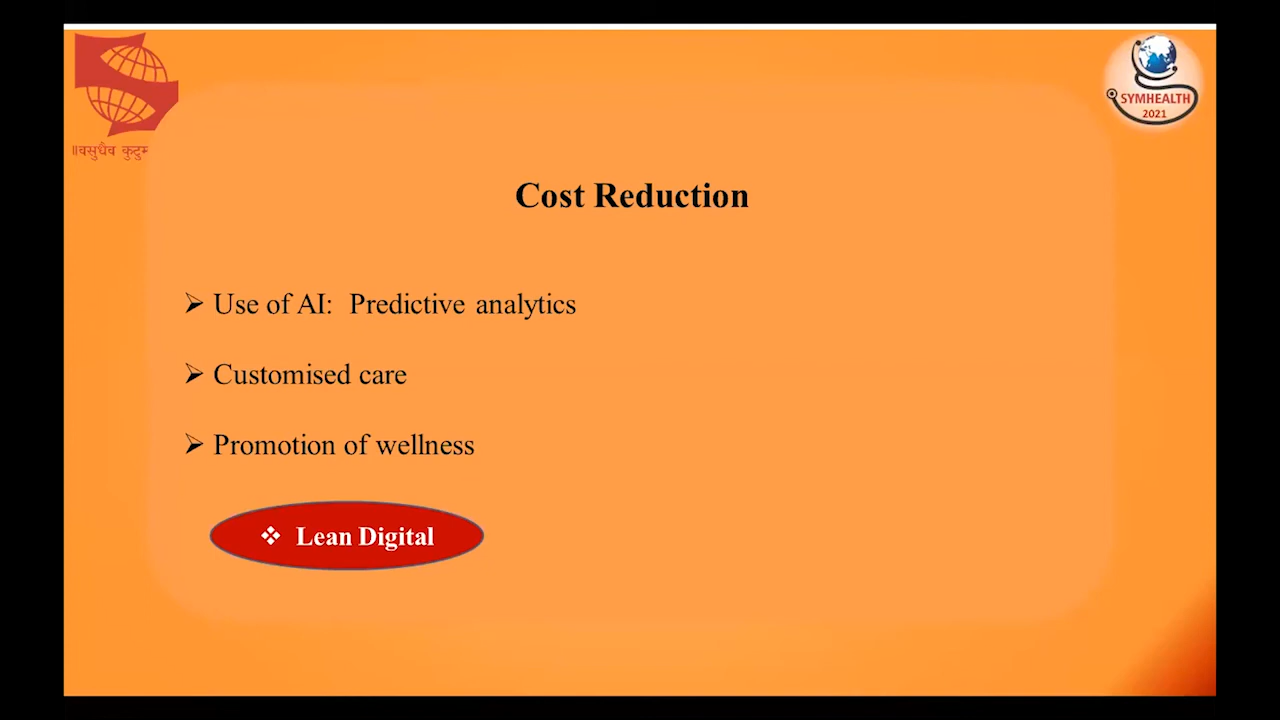 ॥वसुधैव
SYMHEALTH
2021
Cost Reduction
➢ Use of AI: Predictive analytics
➢ Customised care
➢ Promotion of wellness
❖ Lean Digital